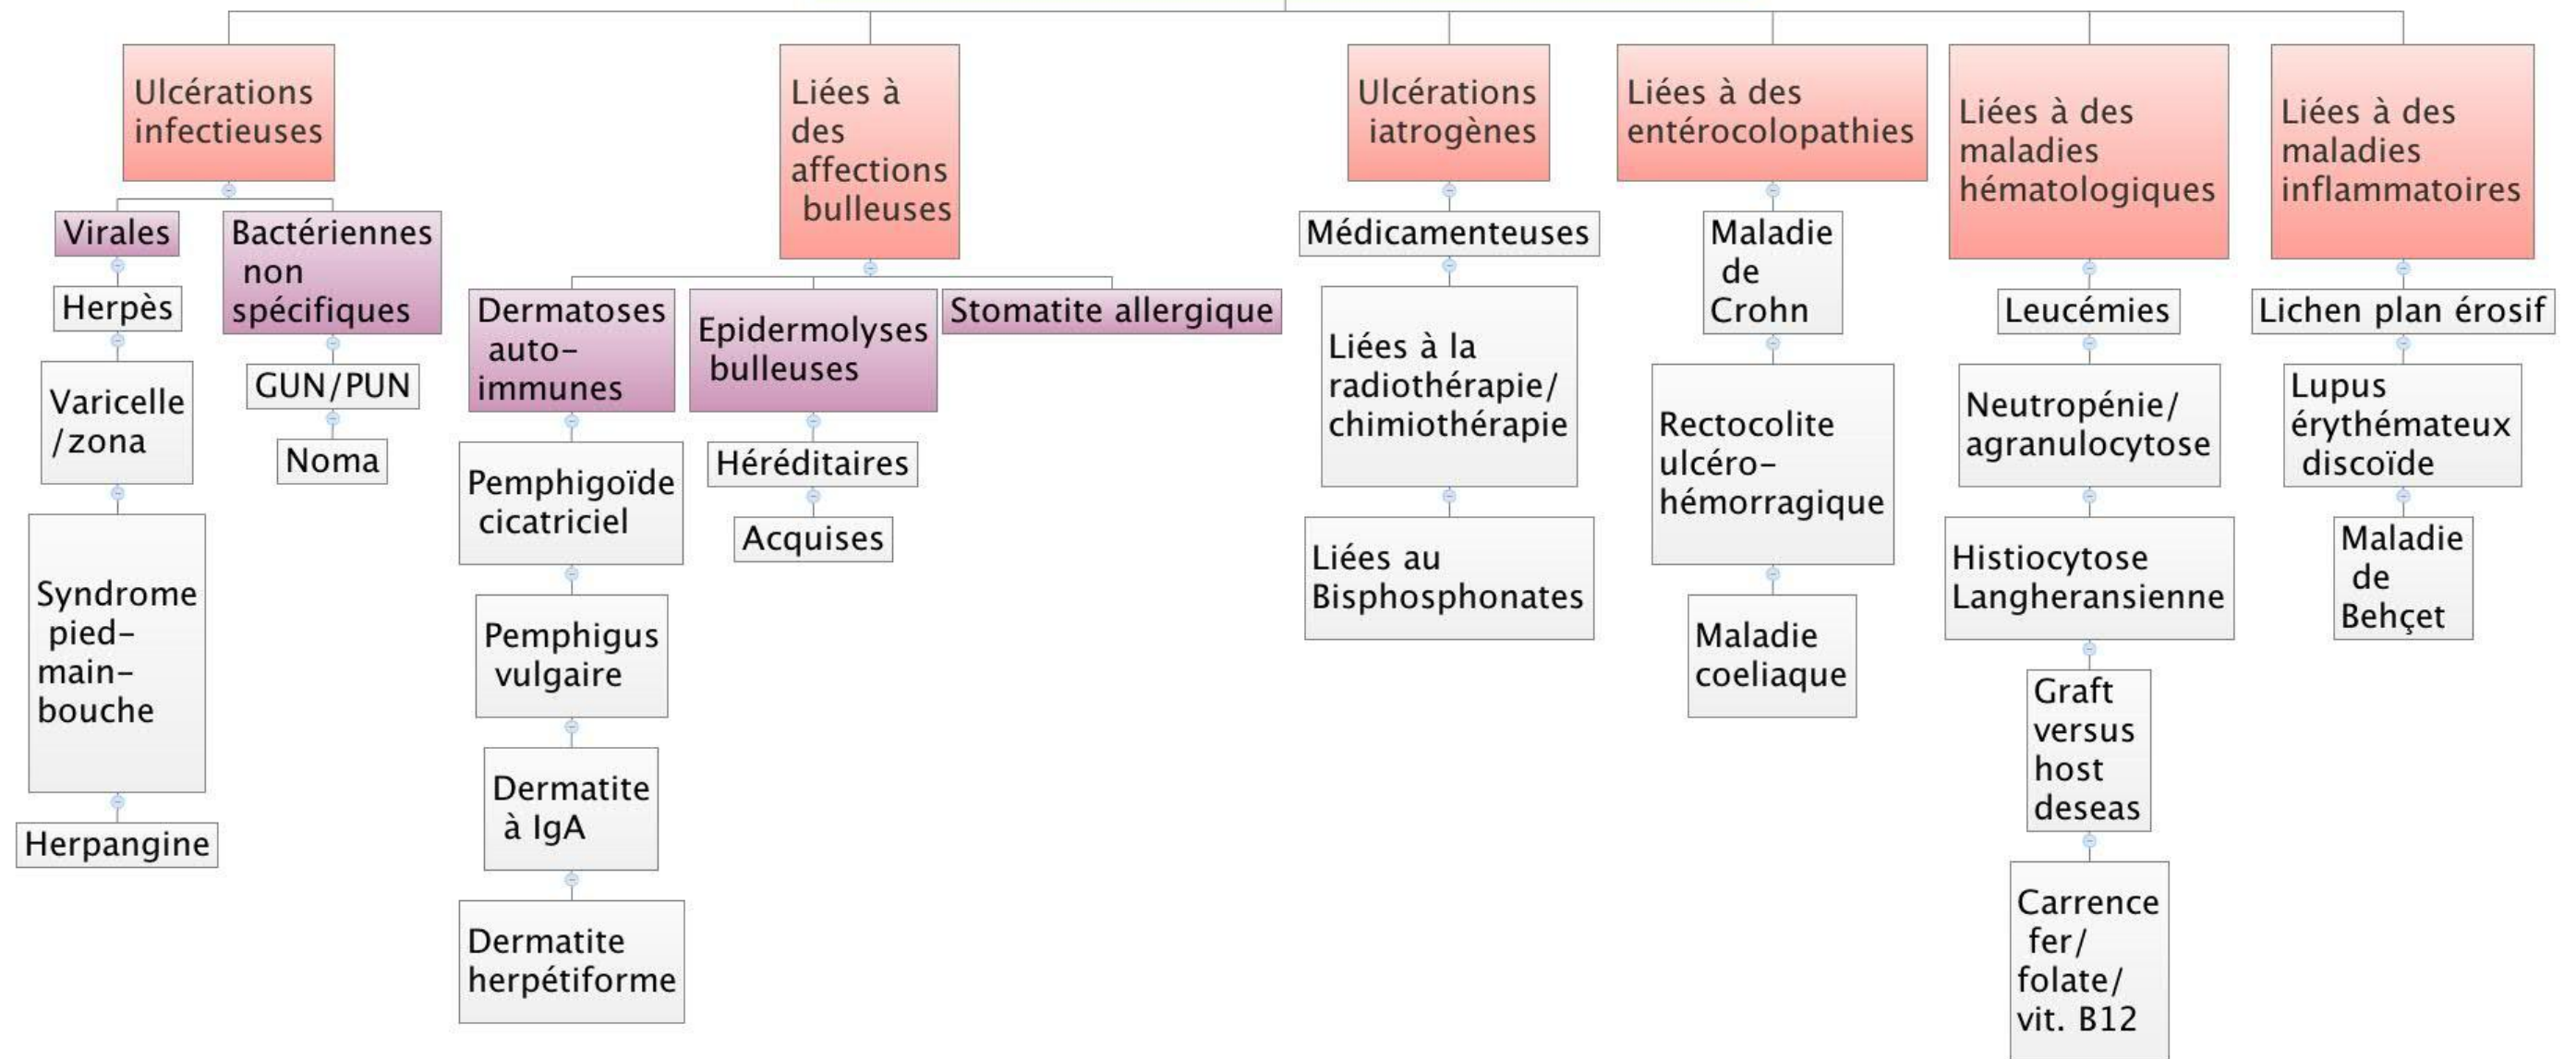 Ulcérations
infectieuses
Virales
Herpès
Varicelle
/zona
Syndrome
pied-
main-
bouche
Herpangine
Bactériennes
non
spécifiques
GUN/PUN
Noma
Liées à
des
affections
bulleuses
Dermatoses
auto-
immunes
Pemphigoïde
cicatriciel
Pemphigus
vulgaire
Dermatite
à IgA
Dermatite
herpétiforme
Epidermolyses
bulleuses
Héréditaires
Acquises
Stomatite allergique
Ulcérations
iatrogènes
Médicamenteuses
Liées à la
radiothérapie/
chimiothérapie
Liées au
Bisphosphonates
Liées à des
entérocolopathies
Maladie
de
Crohn
Rectocolite
ulcéro-
hémorragique
Maladie
coeliaque
Liées à des
maladies
hématologiques
Leucémies
Neutropénie/
agranulocytose
Histiocytose
Langheransienne
Graft
versus
host
deseas
Carrence
fer/
folate/
vit. B12
Liées à des
maladies
inflammatoires
Lichen plan érosif
Lupus
érythémateux
discoïde
Maladie
de
Behçet